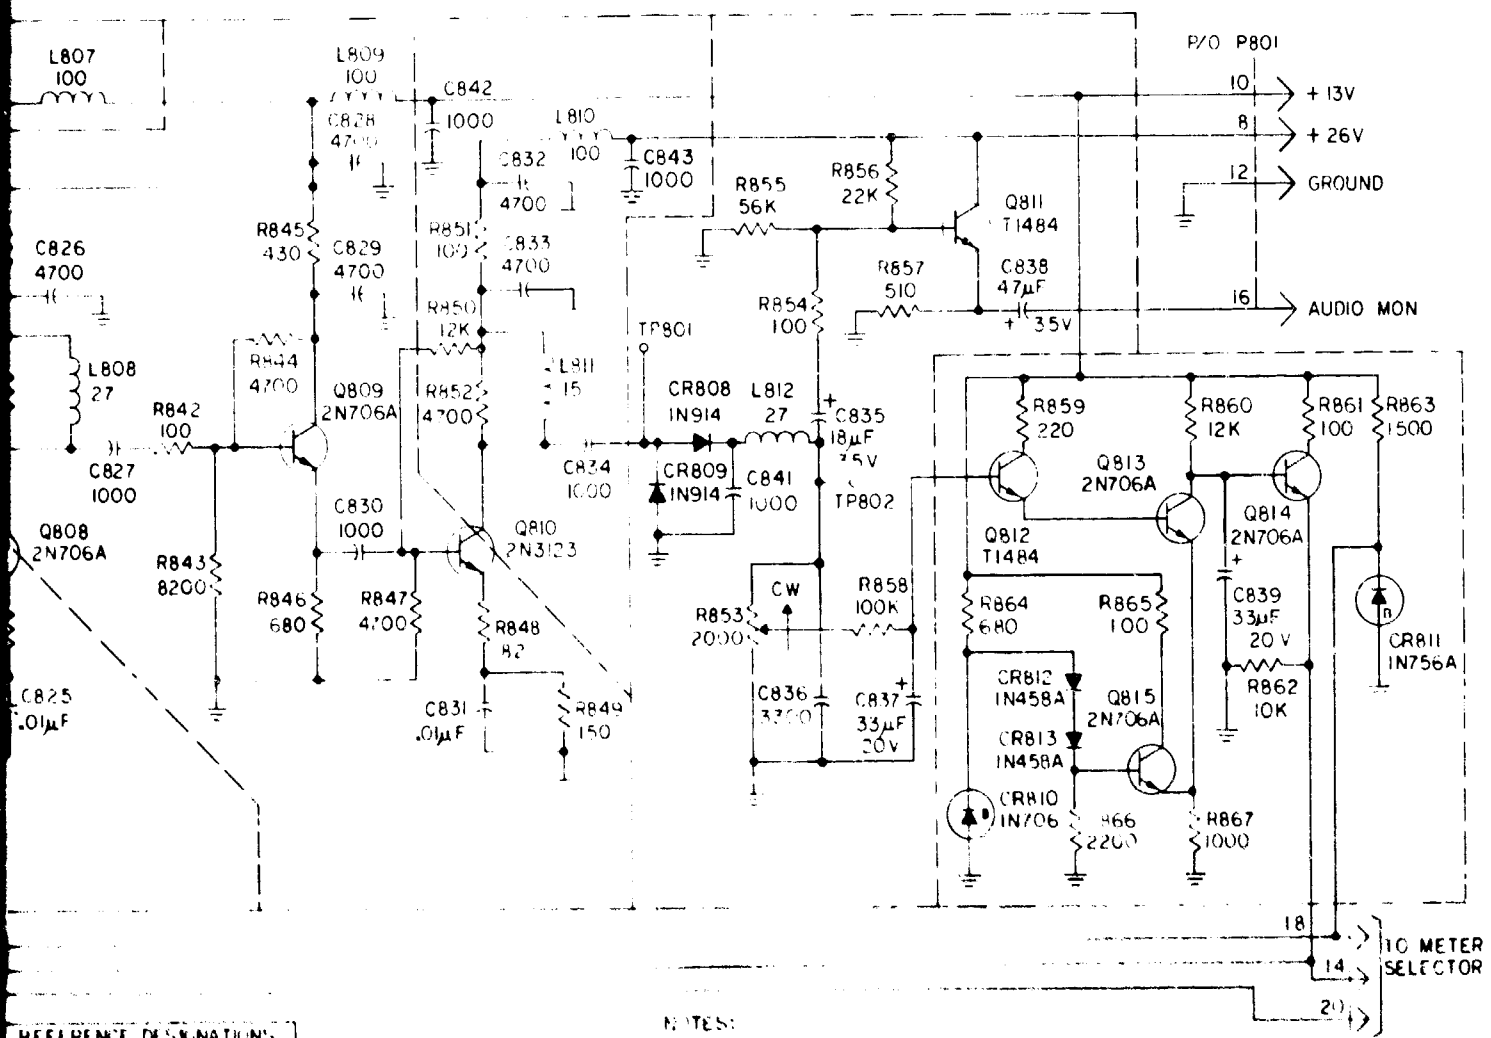 P/O P801
L807
100
L809
100
C842
1000
10
+13V
C828
4700
L810
100
8
+26V
C832
4700
C843
1000
R856
22K
12
GROUND
R855
56K
Q811
T1484
R845
430
C829
4700
R851
100
C833
4700
C826
4700
R857
510
C838
47µF
+ 35V
16
AUDIO MON
R850
12K
R854
100
TP801
R844
4700
L808
27
Q809
2N706A
R852
4700
L811
15
CR808
1N914
L812
27
+
C835
18µF
35V
R859
220
R860
12K
R861
100
R863
1500
R842
100
C827
1000
C834
1000
CR809
1N914
C841
1000
TP802
Q813
2N706A
C830
1000
Q810
2N3123
Q812
T1484
Q814
2N706A
Q808
2N706A
R843
8200
R846
680
R847
4700
R848
82
CW
R853
2000
R858
100K
R864
680
R865
100
+
C839
33µF
20V
B
CR811
1N756A
C825
.01µF
C831
.01µF
R849
150
C836
3300
+
C837
33µF
20V
CR812
1N458A
Q815
2N706A
R862
10K
CR813
1N458A
CR810
1N706
B
866
2200
R867
1000
18
14
20
TO METER
SELECTOR
REFERENCE DESIGNATIONS
NOTES: